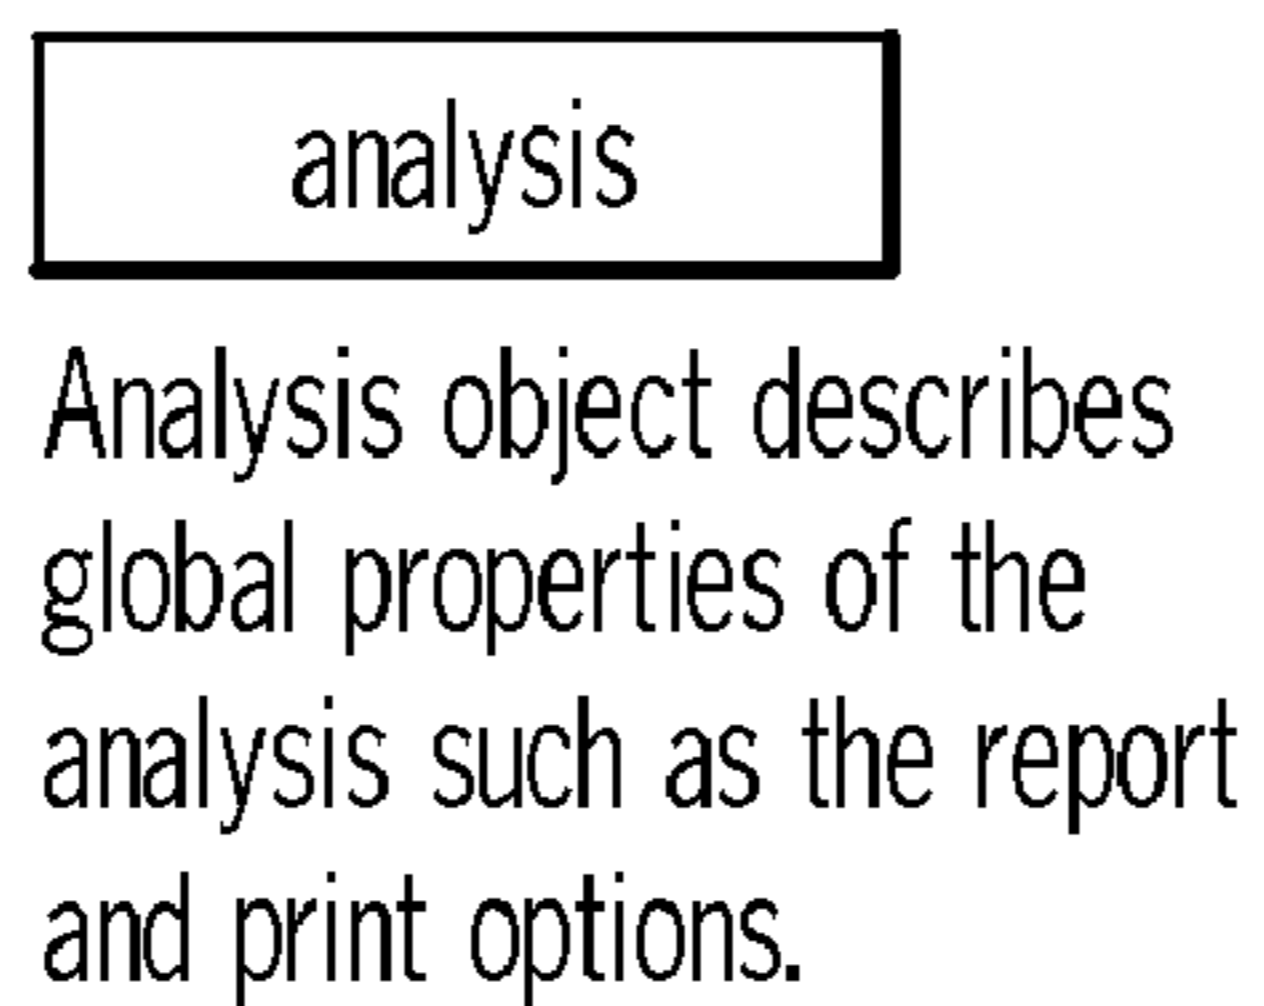 analysis
Analysis object describes
global properties of the
analysis such as the report
and print options.